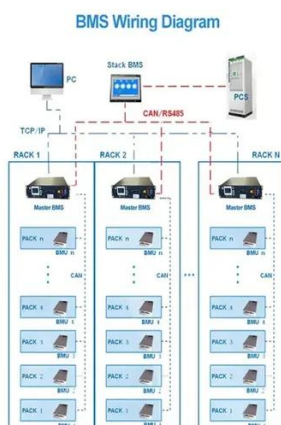 BMS Wiring Diagram
Stack BMS
PC
PCS
CAN/RS485
TCP/IP
RACK 1 RACK 2 RACK N
Master BMS Master BMS Master BMS
PACK n PACK n PACK n
BMU n BMU n BMU n
CAN CAN CAN
PACK 4 PACK 4 PACK 4
BMU 4 BMU 4 BMU 4
PACK 3 PACK 3 PACK 3
BMU 3 BMU 3 BMU 3
PACK 2 PACK 2 PACK 2
BMU 2 BMU 2 BMU 2
PACK 1 PACK 1 PACK 1